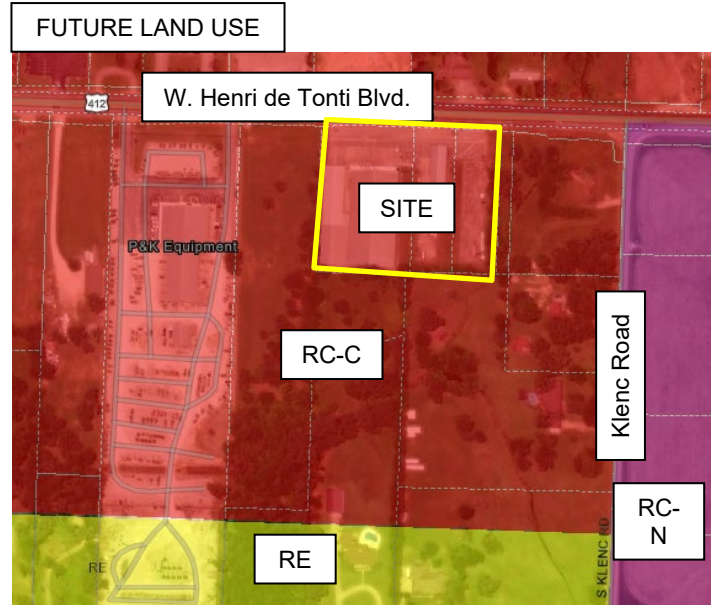 FUTURE LAND USE
W. Henri de Tonti Blvd.
412
SITE
P&K Equipment
RC-C
Klenc Road
RC-
N
RE
RE
S KLENC RD